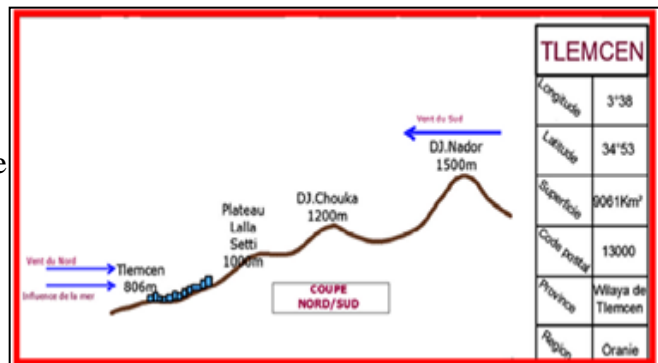 e
Vent du Sud
DJ.Nador
1500m
DJ.Chouka
1200m
Plateau
Lalla
Setti
1000m
Vent du Nord
Tlemcen
806m
Influence de la mer
COUPE
NORD/SUD
TLEMCEN
Longitude 3°38
Latitude 34°53
Superficie 9061Km²
Code postal 13000
Province Wilaya de
Tlemcen
Region Oranie